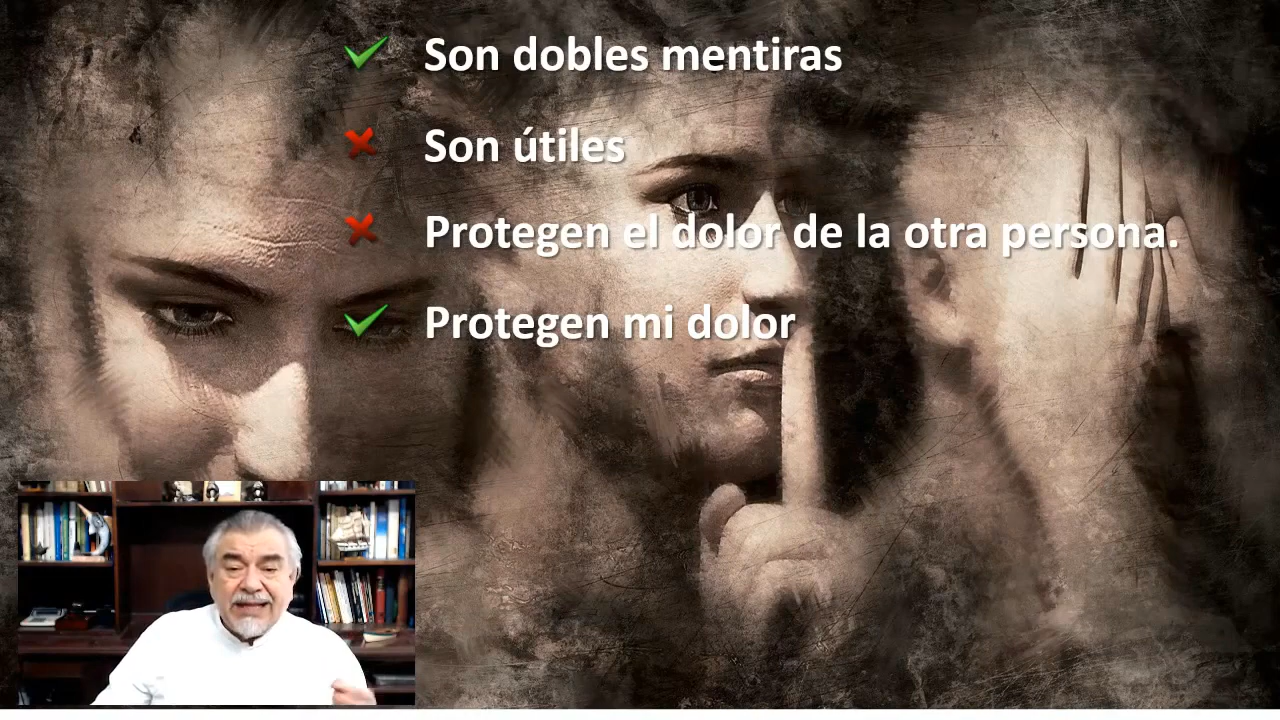 Son dobles mentiras
Son útiles
Protegen el dolor de la otra persona.
Protegen mi dolor